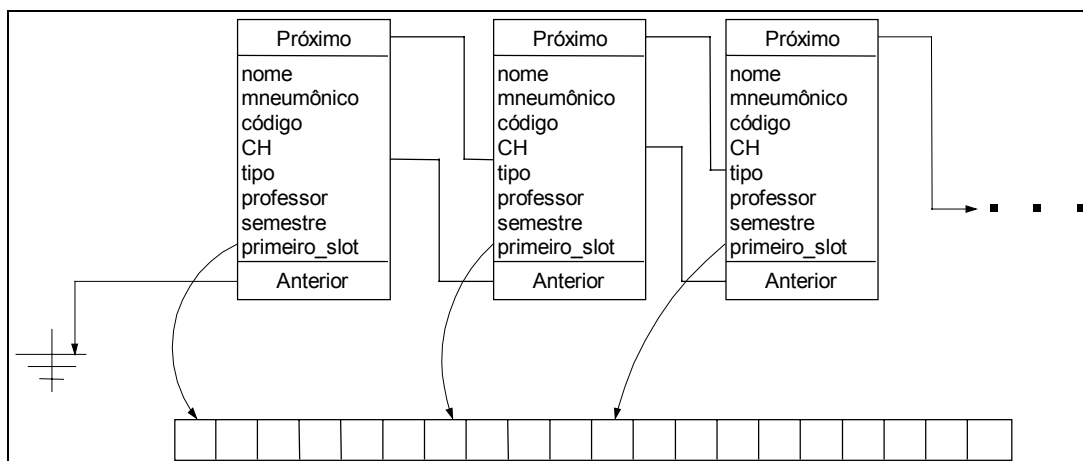 Próximo
nome
mneumônico
código
CH
tipo
professor
semestre
primeiro_slot
Anterior
Próximo
nome
mneumônico
código
CH
tipo
professor
semestre
primeiro_slot
Anterior
Próximo
nome
mneumônico
código
CH
tipo
professor
semestre
primeiro_slot
Anterior